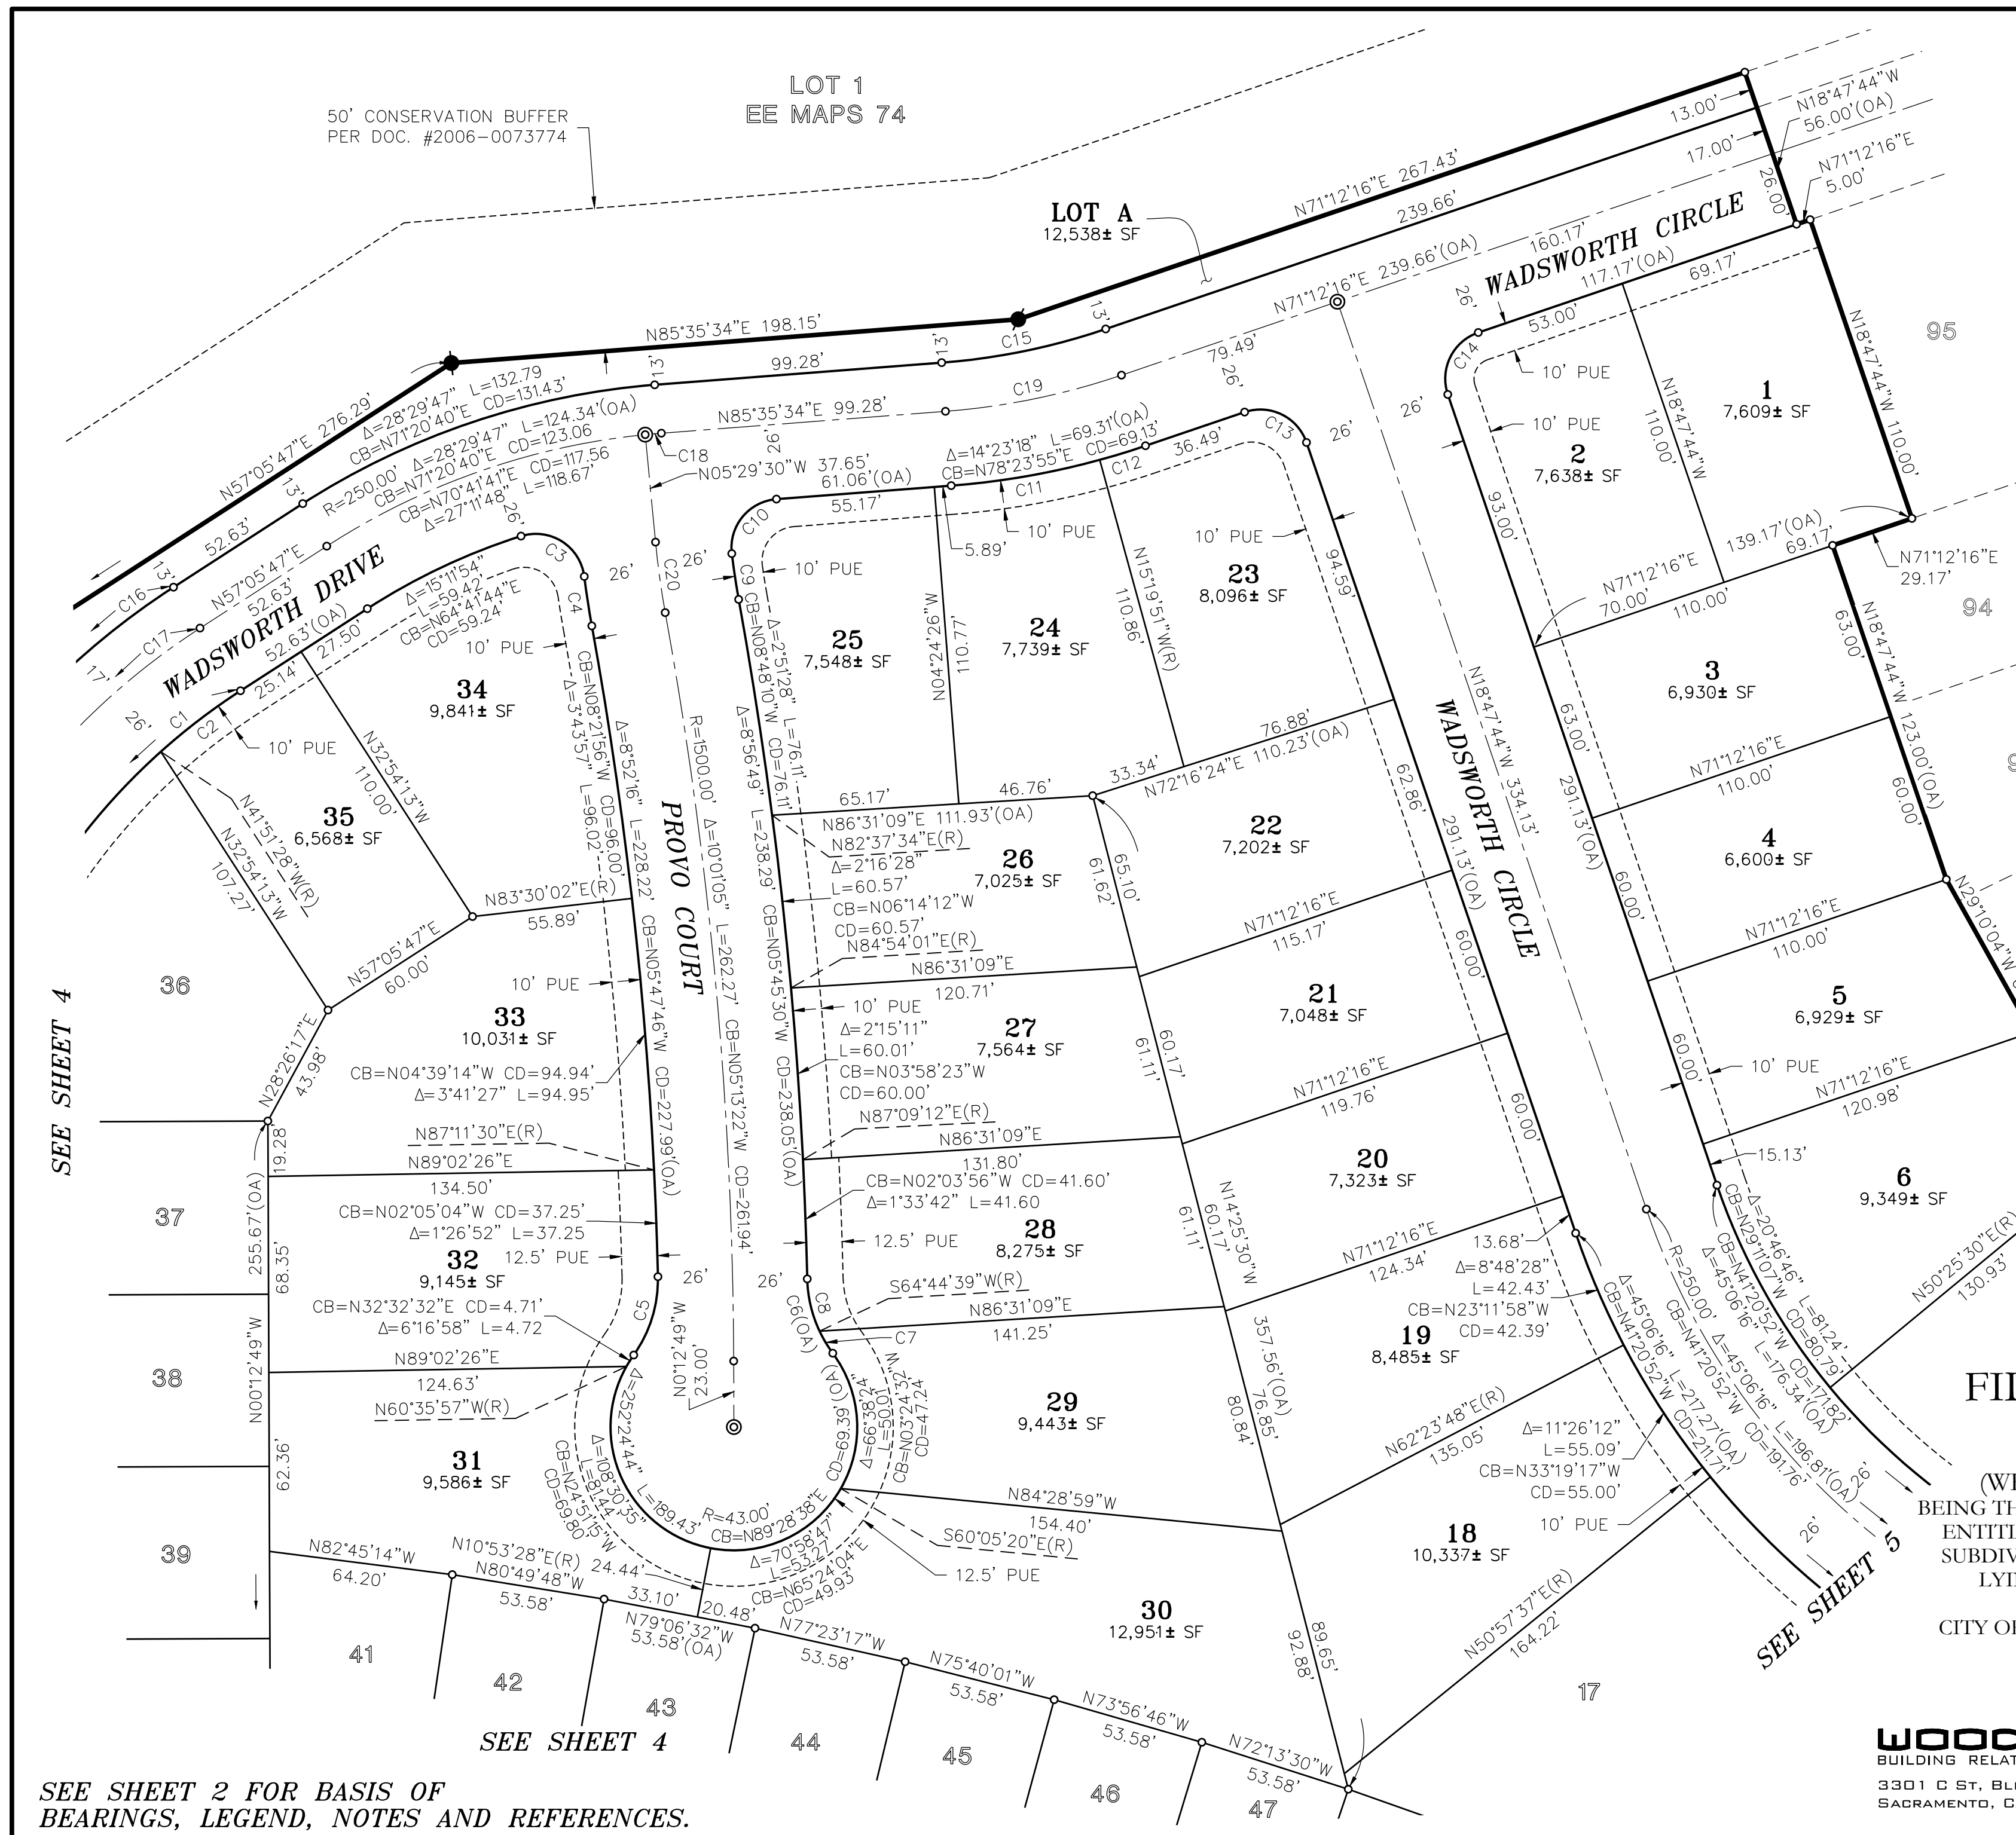 LOT 1
EE MAPS 74
50' CONSERVATION BUFFER
PER DOC. #2006-0073774
LOT A
12,538± SF
N71°12'16"E 267.43'
239.66'
N71°12'16"E 239.66'(OA)
160.17'
13.00'
17.00'
26.00'
N18°47'44"W
56.00'(OA)
N71°12'16"E
5.00'
WADSWORTH CIRCLE
117.17'(OA)
69.17'
53.00'
26'
C14
10' PUE
10' PUE
N18°47'44"W 110.00'
95
1
7,609± SF
N18°47'44"W
110.00'
2
7,638± SF
93.00'
N71°12'16"E
70.00'
110.00'
139.17'(OA)
69.17'
N71°12'16"E
29.17'
94
N85°35'34"E 198.15'
13'
99.28'
13'
C15
13'
N85°35'34"E 99.28'
C19
79.49'
26'
26'
N57°05'47"E 276.29'
Δ=28°29'47" L=132.79
CB=N71°20'40"E CD=131.43'
R=250.00' Δ=28°29'47" L=124.34'(OA)
CB=N71°20'40"E CD=123.06
CB=N70°41'41"E CD=117.56
Δ=27°11'48" L=118.67'
13'
52.63'
13'
C16
N57°05'47"E
52.63'
C17
17'
C18
N05°29'30"W 37.65'
26'
61.06'(OA)
55.17'
C10
Δ=14°23'18" L=69.31'(OA)
CB=N78°23'55"E CD=69.13'
36.49'
C13
26'
C12
C11
10' PUE
5.89'
10' PUE
10' PUE
WADSWORTH DRIVE
26'
C3
26'
26'
C20
C9
C4
Δ=15°11'54"
L=59.42'
CB=N64°41'44"E
CD=59.24'
52.63'(OA)
27.50'
25.14'
10' PUE
26'
C1
C2
10' PUE
34
9,841± SF
35
6,568± SF
N32°54'13"W
110.00'
N41°51'28"W(R)
N32°54'13"W
107.27'
N83°30'02"E(R)
55.89'
N57°05'47"E
60.00'
36
CB=N08°21'56"W CD=96.00'
Δ=3°43'57" L=96.02'
Δ=8°52'16" L=228.22' CB=N05°47'46"W CD=227.99'(OA)
PROVO COURT
R=1500.00' Δ=10°01'05" L=262.27' CB=N05°13'22"W CD=261.94'
Δ=2°51'28" L=76.11'
CB=N08°48'10"W CD=76.11'
Δ=8°56'49" L=238.29' CB=N05°45'30"W CD=238.05'(OA)
25
7,548± SF
N04°24'26"W
110.77'
24
7,739± SF
N15°19'51"W(R)
110.86'
23
8,096± SF
94.59'
65.17'
46.76'
N86°31'09"E 111.93'(OA)
33.34'
76.88'
N72°16'24"E 110.23'(OA)
N82°37'34"E(R)
Δ=2°16'28"
L=60.57'
CB=N06°14'12"W
CD=60.57'
26
7,025± SF
N84°54'01"E(R)
N86°31'09"E
120.71'
10' PUE
65.10'
61.62'
22
7,202± SF
62.86'
291.13'(OA)
WADSWORTH CIRCLE
N18°47'44"W 334.13'
3
6,930± SF
63.00'
291.13'(OA)
63.00'
N18°47'44"W 123.00'(OA)
N71°12'16"E
110.00'
4
6,600± SF
60.00'
60.00'
N71°12'16"E
110.00'
N29°10'04"W
5
6,929± SF
60.00'
10' PUE
N71°12'16"E
120.98'
N71°12'16"E
115.17'
60.00'
21
7,048± SF
60.17'
61.11'
27
7,564± SF
Δ=2°15'11"
L=60.01'
CB=N03°58'23"W
CD=60.00'
N87°09'12"E(R)
N86°31'09"E
131.80'
N71°12'16"E
119.76'
60.00'
20
7,323± SF
N14°25'30"W
60.17'
61.11'
N71°12'16"E
124.34'
13.68'
15.13'
6
9,349± SF
N50°25'30"E(R)
130.93'
CB=N02°03'56"W CD=41.60'
Δ=1°33'42" L=41.60
28
8,275± SF
12.5' PUE
SEE SHEET 4
10' PUE
33
10,031± SF
N28°26'17"E
43.98'
CB=N04°39'14"W CD=94.94'
Δ=3°41'27" L=94.95'
N87°11'30"E(R)
N89°02'26"E
134.50'
19.28'
255.67'(OA)
68.35'
N00°12'49"W
62.36'
37
CB=N02°05'04"W CD=37.25'
Δ=1°26'52" L=37.25
32
9,145± SF
12.5' PUE
26'
26'
CB=N32°32'32"E CD=4.71'
Δ=6°16'58" L=4.72
C5
N89°02'26"E
124.63'
N60°35'57"W(R)
38
N0°12'49"W
23.00'
C6(OA)
C8
S64°44'39"W(R)
N86°31'09"E
141.25'
C7
29
9,443± SF
357.56'(OA)
76.85'
80.84'
Δ=8°48'28"
L=42.43'
CB=N23°11'58"W
CD=42.39'
19
8,485± SF
N62°23'48"E(R)
135.05'
Δ=45°06'16" L=217.27'(OA)
CB=N41°20'52"W CD=211.71'
R=250.00' Δ=45°06'16" L=196.81'(OA)
CB=N41°20'52"W CD=191.76'
Δ=45°06'16" L=176.34'(OA)
CB=N41°20'52"W CD=171.82'
Δ=20°46'46" L=81.24'
CB=N29°11'07"W CD=80.79'
Δ=11°26'12"
L=55.09'
CB=N33°19'17"W
CD=55.00'
10' PUE
26'
26'
SEE SHEET 5
18
10,337± SF
N50°57'37"E(R)
164.22'
17
31
9,586± SF
39
Δ=252°24'44" L=189.43'
R=43.00'
CB=N89°28'38"E
CD=69.39'(OA)
Δ=108°30'35"
L=81.44'
CB=N24°51'15"W
CD=69.80'
Δ=66°38'24"
L=50.01'
CB=N03°24'32"W
CD=47.24'
Δ=70°58'47"
L=53.27'
CB=N65°24'04"E
CD=49.93'
N84°28'59"W
154.40'
S60°05'20"E(R)
12.5' PUE
30
12,951± SF
89.65'
92.88'
N82°45'14"W
64.20'
N10°53'28"E(R)
24.44'
N80°49'48"W
53.58'
33.10'
20.48'
N79°06'32"W
53.58'(OA)
N77°23'17"W
53.58'
N75°40'01"W
53.58'
N73°56'46"W
53.58'
N72°13'30"W
53.58'
41
42
43
44
45
46
47
SEE SHEET 4
SEE SHEET 2 FOR BASIS OF
BEARINGS, LEGEND, NOTES AND REFERENCES.
BEING TH
SUBDIV
CITY OF
WOOD
BUILDING RELAT
3301 C ST, BL
SACRAMENTO, C